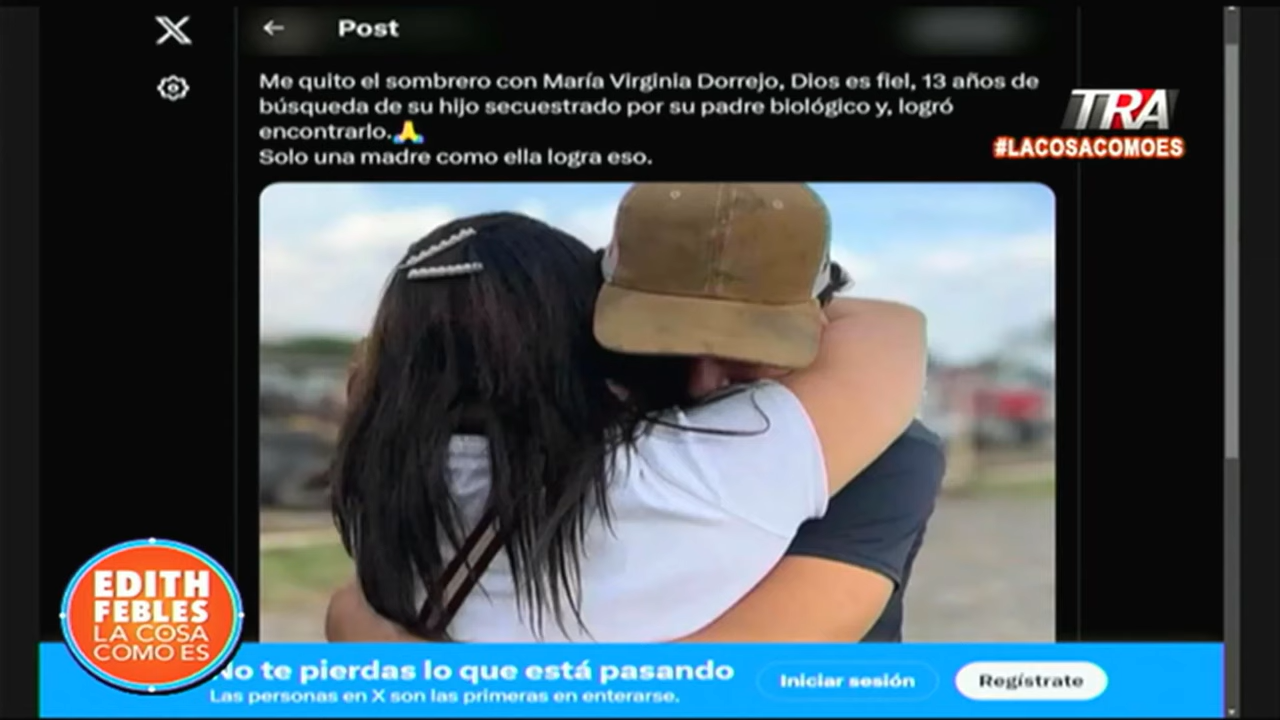 Post
Me quito el sombrero con María Virginia Dorrejo, Dios es fiel, 13 años de
búsqueda de su hijo secuestrado por su padre biológico y, logró
encontrarlo.🙏
Solo una madre como ella logra eso.
TRA
#LACOSACOMOES
EDITH
FEBLES
LA COSA
COMO ES
No te pierdas lo que está pasando
Las personas en X son las primeras en enterarse.
Iniciar sesión
Regístrate